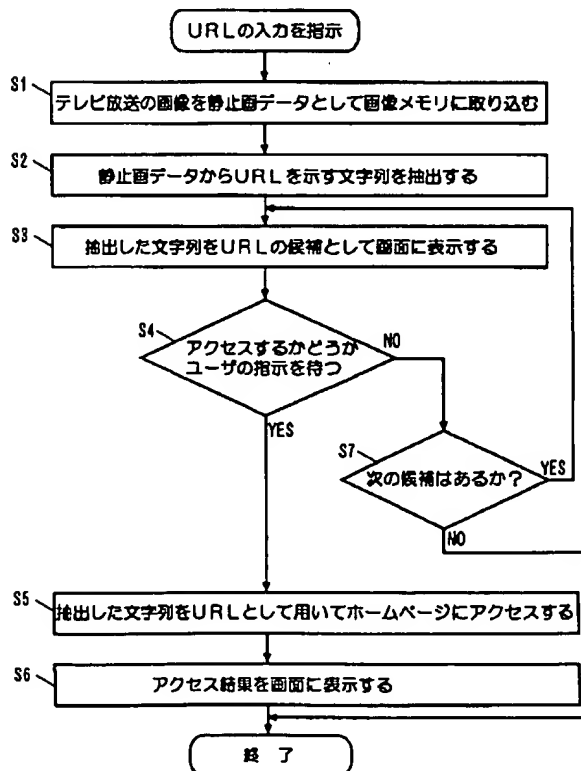 URLの入力を指示
S1
テレビ放送の画像を静止画データとして画像メモリに取り込む
S2
静止画データからURLを示す文字列を抽出する
S3
抽出した文字列をURLの候補として画面に表示する
S4
アクセスするかどうか
ユーザの指示を待つ
NO
YES
S7
次の候補はあるか？
YES
NO
S5
抽出した文字列をURLとして用いてホームページにアクセスする
S6
アクセス結果を画面に表示する
終 了